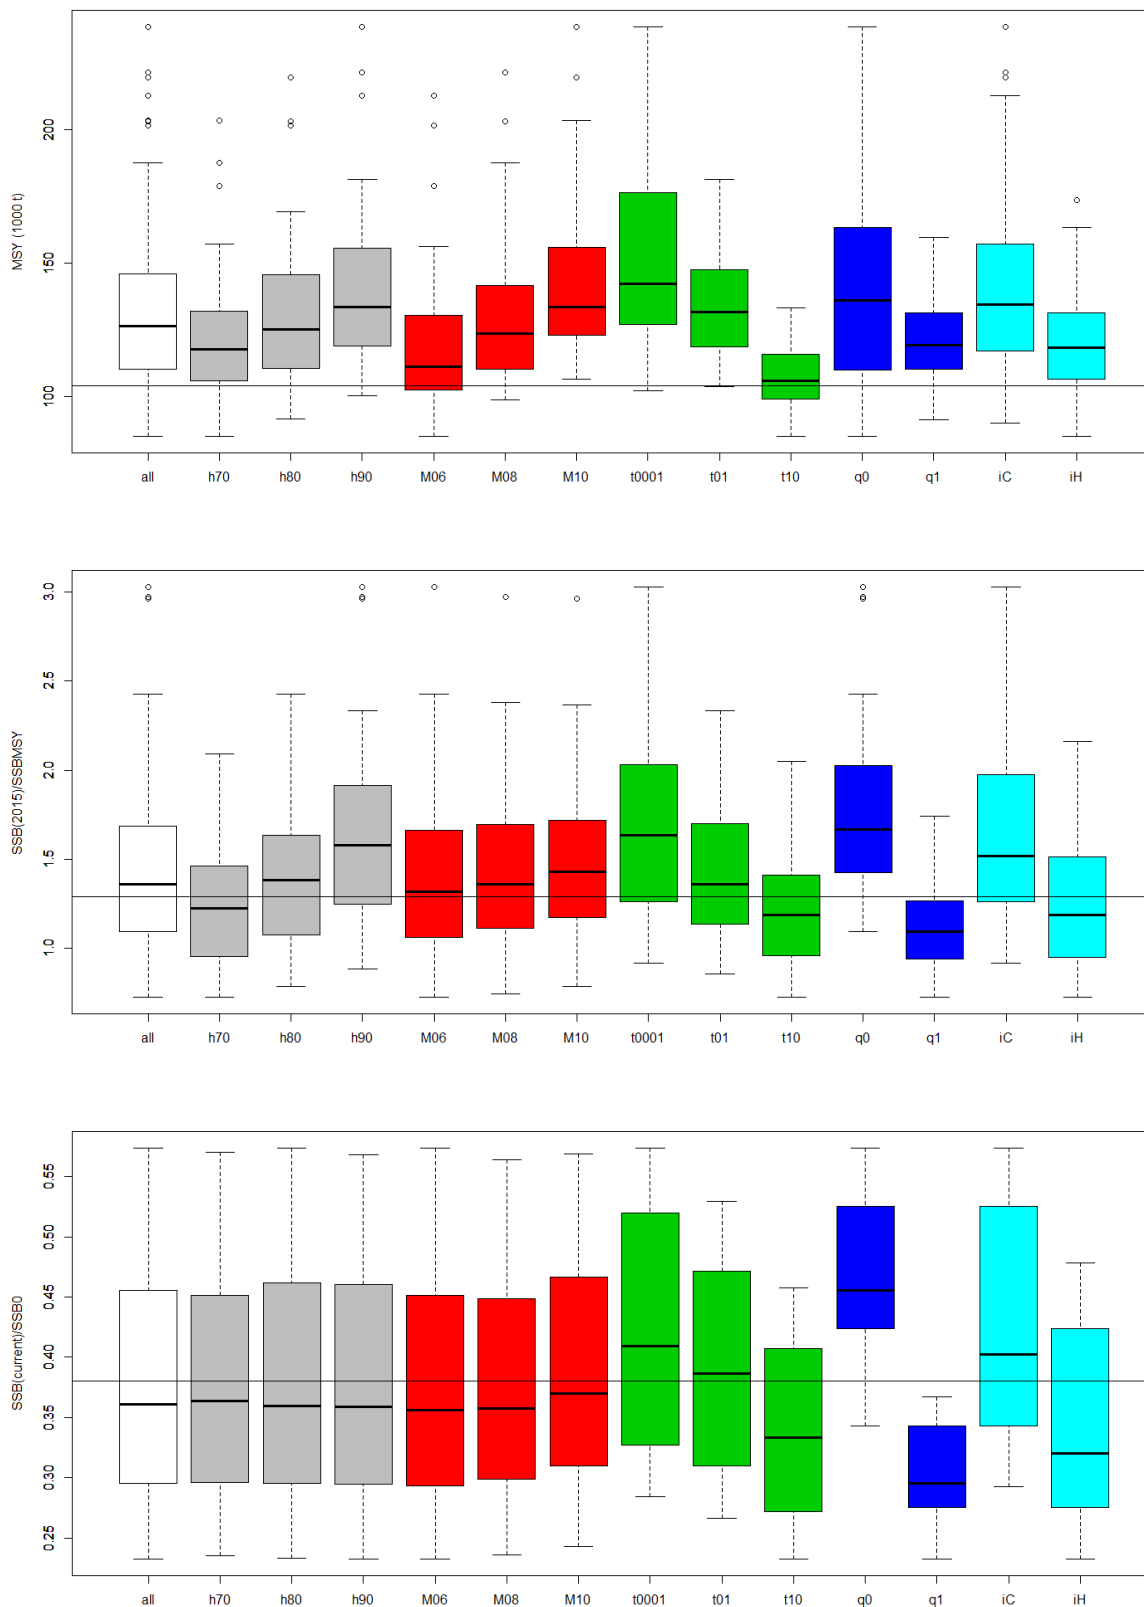 MSY (1000 t)
200
150
100
all h70 h80 h90 M06 M08 M10 t0001 t01 t10 q0 q1 iC iH
SSB(2015)/SSBMSY
3.0
2.5
2.0
1.5
1.0
all h70 h80 h90 M06 M08 M10 t0001 t01 t10 q0 q1 iC iH
SSB(current)/SSB0
0.55
0.50
0.45
0.40
0.35
0.30
0.25
all h70 h80 h90 M06 M08 M10 t0001 t01 t10 q0 q1 iC iH